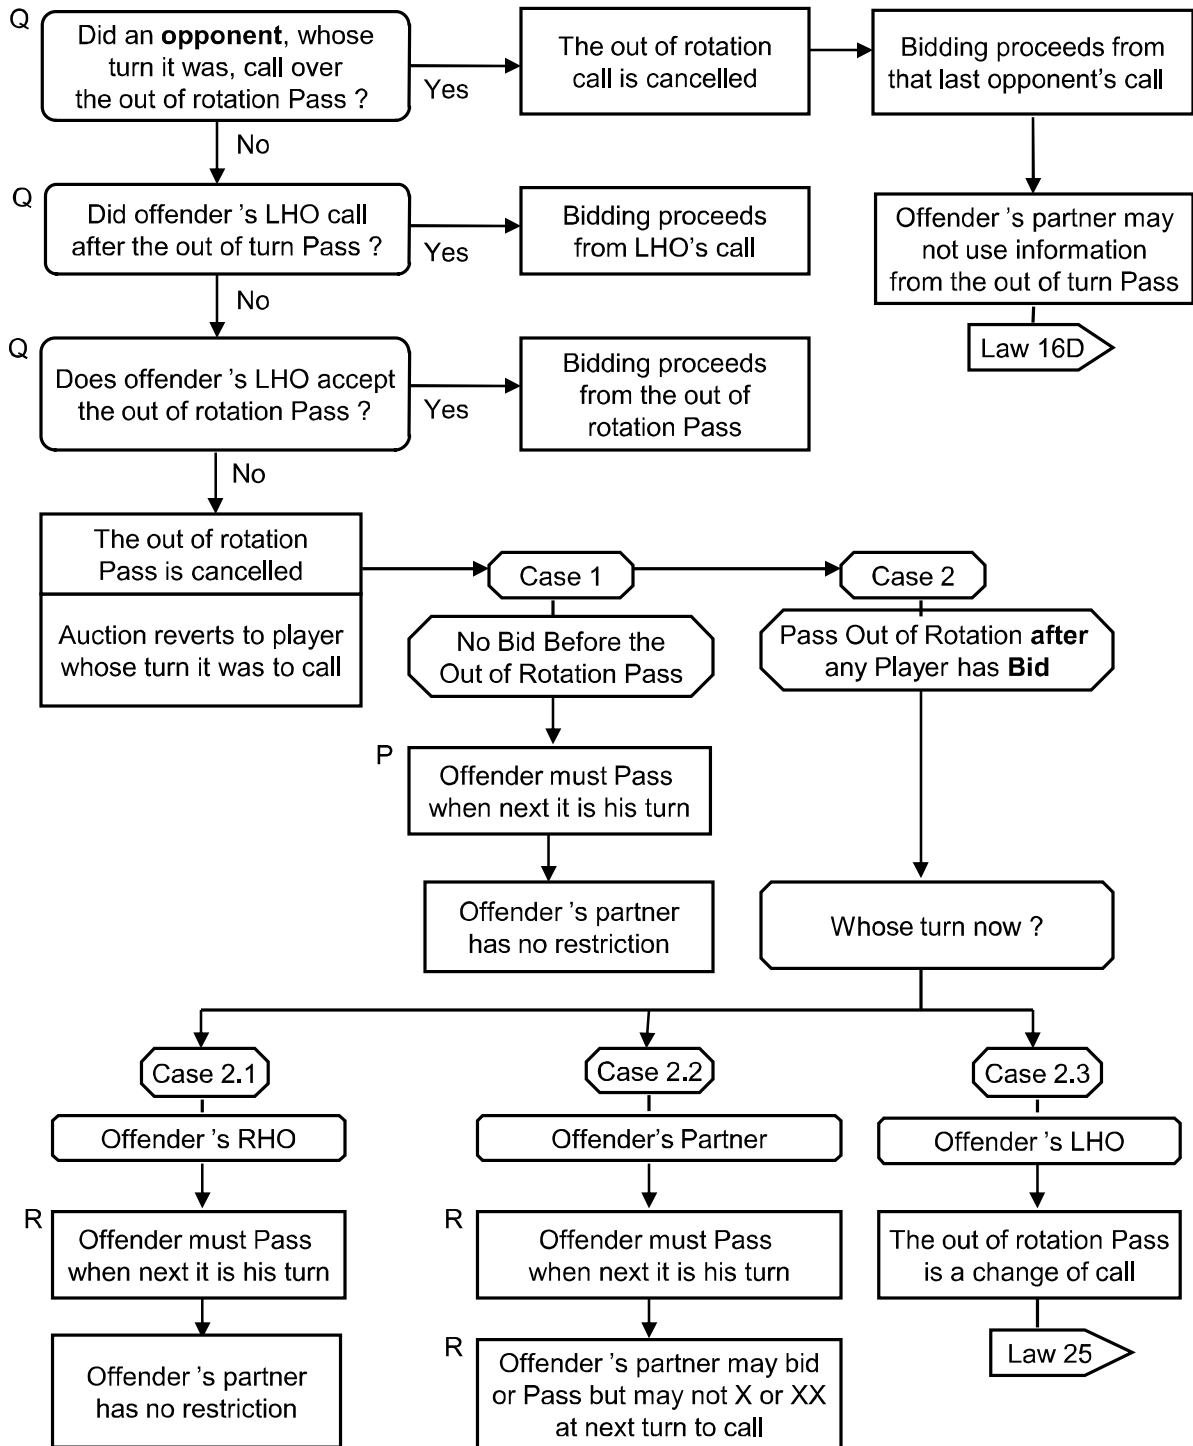 Q
Did an opponent, whose
turn it was, call over
the out of rotation Pass ?
Yes
The out of rotation
call is cancelled
Bidding proceeds from
that last opponent's call
No
Offender 's partner may
not use information
from the out of turn Pass
Law 16D
Q
Did offender 's LHO call
after the out of turn Pass ?
Yes
Bidding proceeds
from LHO's call
No
Q
Does offender 's LHO accept
the out of rotation Pass ?
Yes
Bidding proceeds
from the out of
rotation Pass
No
The out of rotation
Pass is cancelled
Auction reverts to player
whose turn it was to call
Case 1
No Bid Before the
Out of Rotation Pass
P
Offender must Pass
when next it is his turn
Offender 's partner
has no restriction
Case 2
Pass Out of Rotation after
any Player has Bid
Whose turn now ?
Case 2.1
Offender 's RHO
R
Offender must Pass
when next it is his turn
Offender 's partner
has no restriction
Case 2.2
Offender's Partner
R
Offender must Pass
when next it is his turn
R
Offender 's partner may bid
or Pass but may not X or XX
at next turn to call
Case 2.3
Offender 's LHO
The out of rotation Pass
is a change of call
Law 25